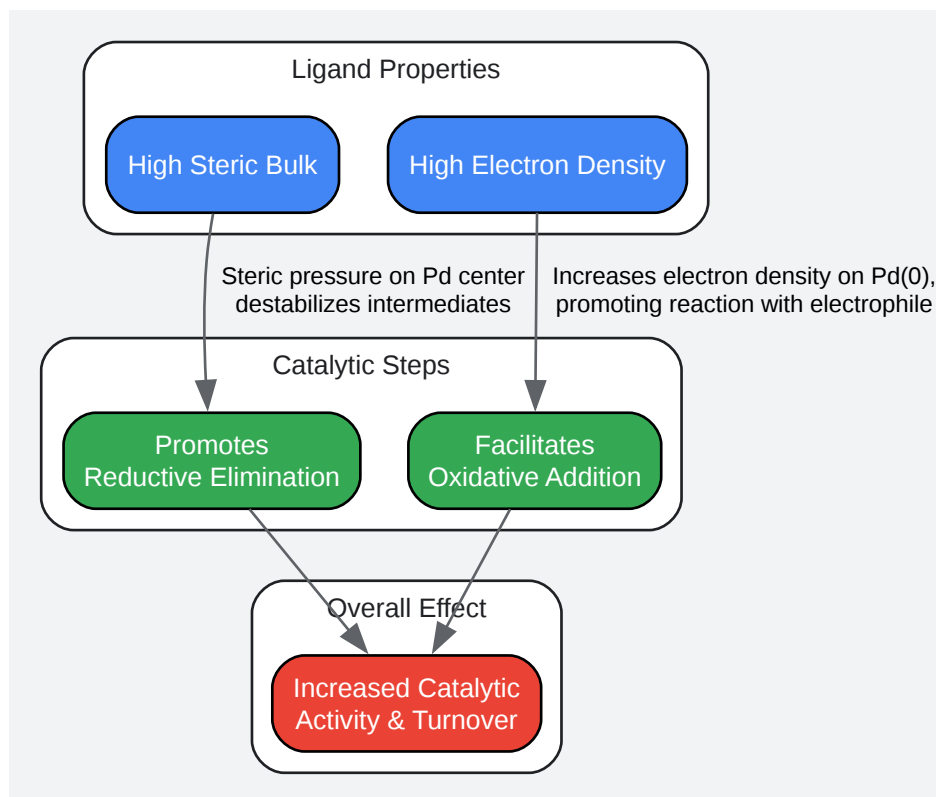 Ligand Properties
High Steric Bulk
High Electron Density
Steric pressure on Pd center
destabilizes intermediates
Increases electron density on Pd(0),
promoting reaction with electrophile
Catalytic Steps
Promotes
Reductive Elimination
Facilitates
Oxidative Addition
Overall Effect
Increased Catalytic
Activity & Turnover